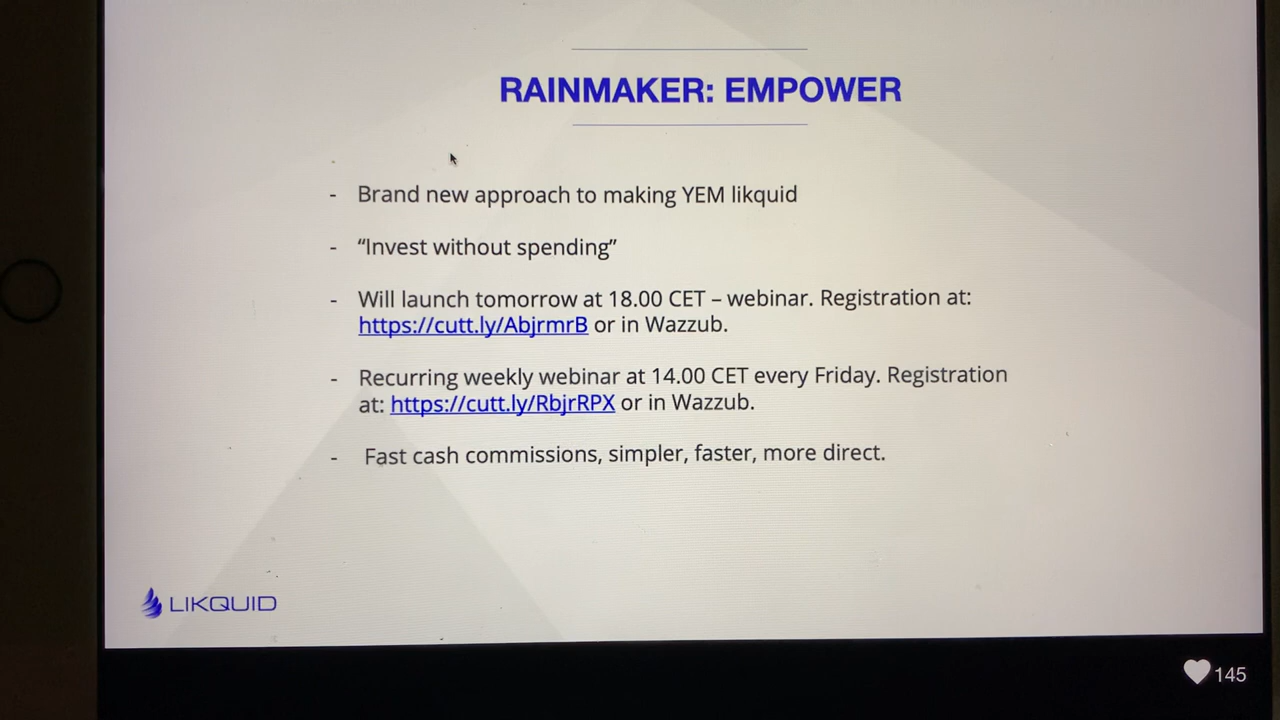 RAINMAKER: EMPOWER
- Brand new approach to making YEM likquid
- “Invest without spending”
- Will launch tomorrow at 18.00 CET – webinar. Registration at:
https://cutt.ly/AbjrmrB or in Wazzub.
- Recurring weekly webinar at 14.00 CET every Friday. Registration
at: https://cutt.ly/RbjrRPX or in Wazzub.
- Fast cash commissions, simpler, faster, more direct.
LIKQUID
145